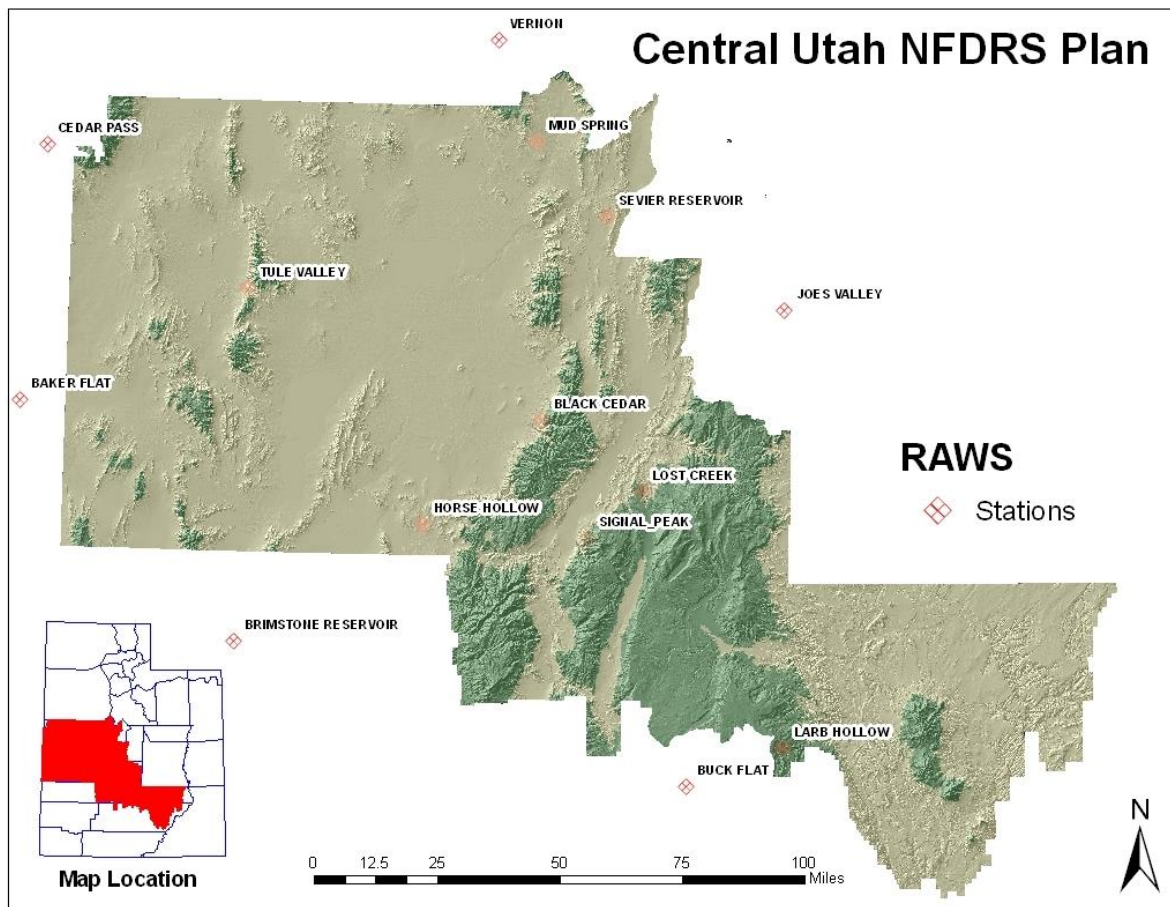 VERNON
Central Utah NFDRS Plan
CEDAR PASS
MUD SPRING
SEVIER RESERVOIR
TULE VALLEY
JOES VALLEY
BAKER FLAT
BLACK CEDAR
RAWS
LOST CREEK
HORSE HOLLOW
Stations
SIGNAL_PEAK
BRIMSTONE RESERVOIR
LARB HOLLOW
BUCK FLAT
N
0 12.5 25 50 75 100
Miles
Map Location